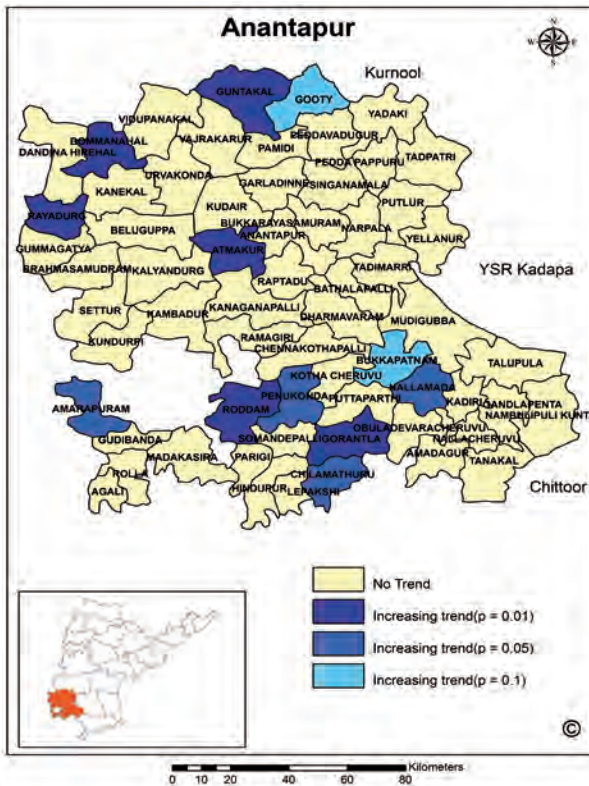 Anantapur
N
W E
S
Kurnool
GUNTAKAL
GOOTY
YADAKI
VIDUPANAKAL
VAJRAKARUR
PEDDAVADUGUR
BOMMANAHAL
PAMIDI
TADPATRI
DANDINA HIREHAL
PEDDA PAPPURU
URVAKONDA
KANEKAL
GARLADINNE
SINGANAMALA
PUTLUR
RAYADURG
KUDAIR
BUKKARAYASAMURAM
NARPALA
BELUGUPPA
ANANTAPUR
YELLANUR
GUMMAGATYA
ATMAKUR
BRAHMASAMUDRAM
KALYANDURG
TADIMARRI
YSR Kadapa
RAPTADU
BATHALAPALLI
SETTUR
KAMBADUR
KANAGANAPALLI
DHARMAVARAM
MUDIGUBBA
KUNDURPI
RAMAGIRI
CHENNAKOTHAPALLI
BUKKAPATNAM
TALUPULA
KOTHA CHERUVU
NALLAMADA
AMARAPURAM
PENUKONDA
PUTTAPARTHI
KADIRI
GANDLAPENTA
RODDAM
NAMBULIPULI KUNT
GUDIBANDA
SOMANDEPALLI
GORANTLA
OBULADEVARACHERUVU
NALLACHERUVU
MADAKASIRA
PARIGI
AMADAGUR
TANAKAL
ROLLA
CHILAMATHURU
AGALI
HINDUPUR
LEPAKSHI
Chittoor
No Trend
Increasing trend(p = 0.01)
Increasing trend(p = 0.05)
Increasing trend(p = 0.1)
©
Kilometers
0 10 20 40 60 80